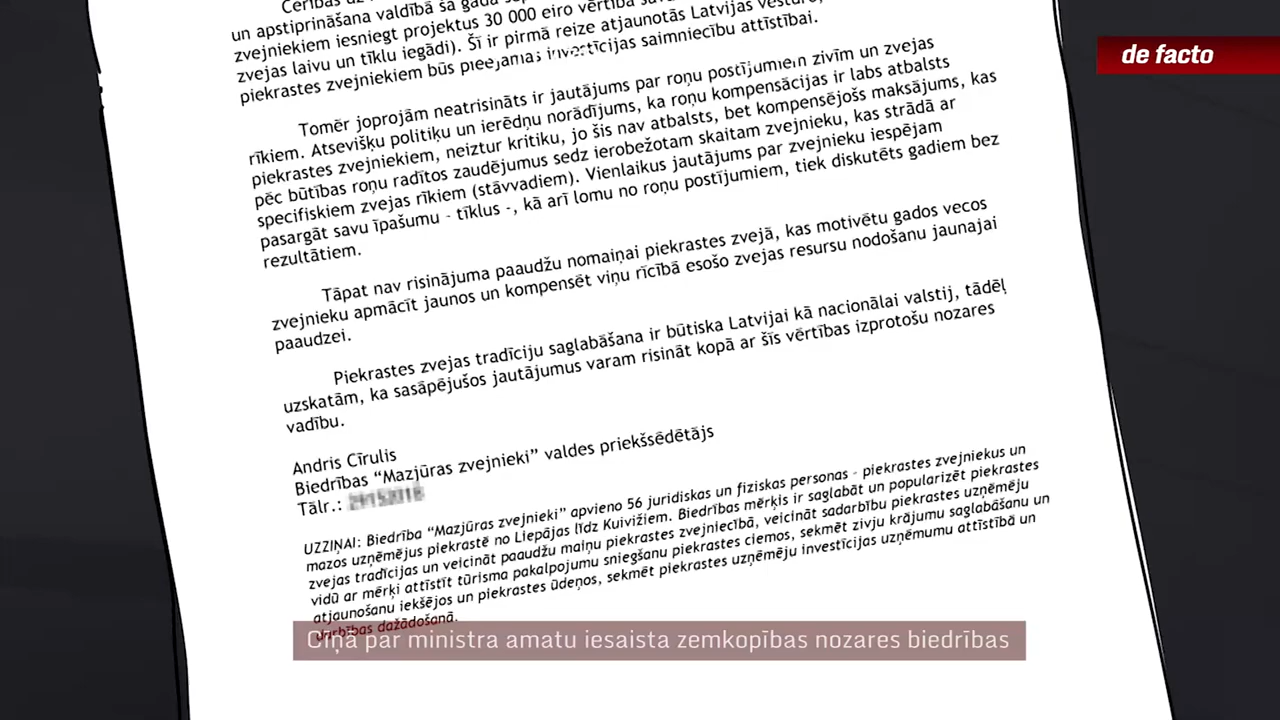 Cerības uz
un apstiprināšana valdībā šā gada
zvejniekiem iesniegt projektus 30 000 eiro vērtībā
zvejas laivu un tīklu iegādi). Šī ir pirmā reize atjaunotās Latvijas vēsturē,
piekrastes zvejniekiem būs pieejamas investīcijas saimniecību attīstībai.
Tomēr joprojām neatrisināts ir jautājums par roņu postījumiem zivīm un zvejas
rīkiem. Atsevišķu politiķu un ierēdņu norādījums, ka roņu kompensācijas ir labs atbalsts
piekrastes zvejniekiem, neiztur kritiku, jo šis nav atbalsts, bet kompensējošs maksājums, kas
pēc būtības roņu radītos zaudējumus sedz ierobežotam skaitam zvejnieku, kas strādā ar
specifiskiem zvejas rīkiem (stāvvadiem). Vienlaikus jautājums par zvejnieku iespējam
pasargāt savu īpašumu - tīklus -, kā arī lomu no roņu postījumiem, tiek diskutēts gadiem bez
rezultātiem.
Tāpat nav risinājuma paaudžu nomaiņai piekrastes zvejā, kas motivētu gados vecos
zvejnieku apmācīt jaunos un kompensēt viņu rīcībā esošo zvejas resursu nodošanu jaunajai
paaudzei.
Piekrastes zvejas tradīciju saglabāšana ir būtiska Latvijai kā nacionālai valstij, tādēļ
uzskatām, ka sasāpējušos jautājumus varam risināt kopā ar šīs vērtības izprotošu nozares
vadību.
Andris Cīrulis
Biedrības “Mazjūras zvejnieki” valdes priekšsēdētājs
Tālr.:
UZZIŅAI: Biedrība “Mazjūras zvejnieki” apvieno 56 juridiskas un fiziskas personas - piekrastes zvejniekus un
mazos uzņēmējus piekrastē no Liepājas līdz Kuivižiem. Biedrības mērķis ir saglabāt un popularizēt piekrastes
zvejas tradīcijas un veicināt paaudžu maiņu piekrastes zvejniecībā, veicināt sadarbību piekrastes uzņēmēju
vidū ar mērķi attīstīt tūrisma pakalpojumu sniegšanu piekrastes ciemos, sekmēt zivju krājumu saglabāšanu un
atjaunošanu iekšējos un piekrastes ūdeņos, sekmēt piekrastes uzņēmēju investīcijas uzņēmumu attīstībā un
darbības dažādošanā.
de facto
Cīņā par ministra amatu iesaista zemkopības nozares biedrības